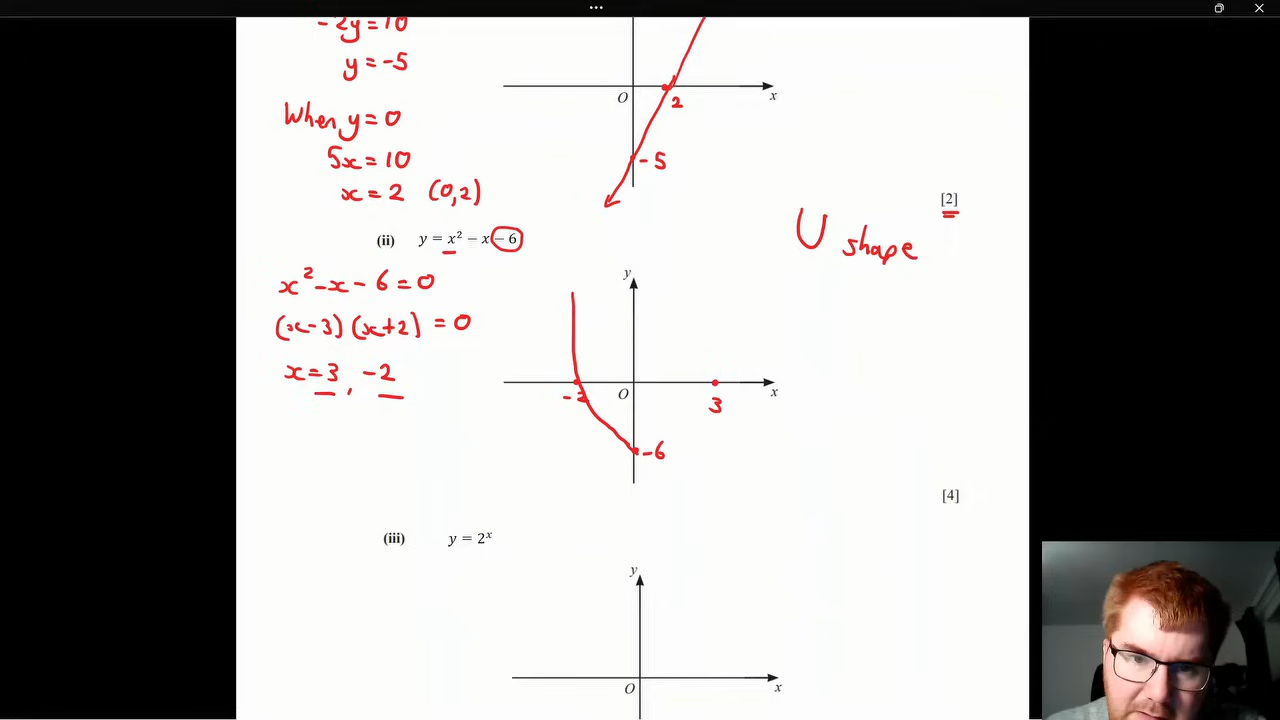 -2y = 10
y = -5
When y = 0
5x = 10
x = 2 (0,2)
O
x
2
-5
[2]
(ii) y = x² − x − 6
U shape
x² - x - 6 = 0
(x-3)(x+2) = 0
x = 3, -2
y
O
x
-2
3
-6
[4]
(iii) y = 2ˣ
y
O
x